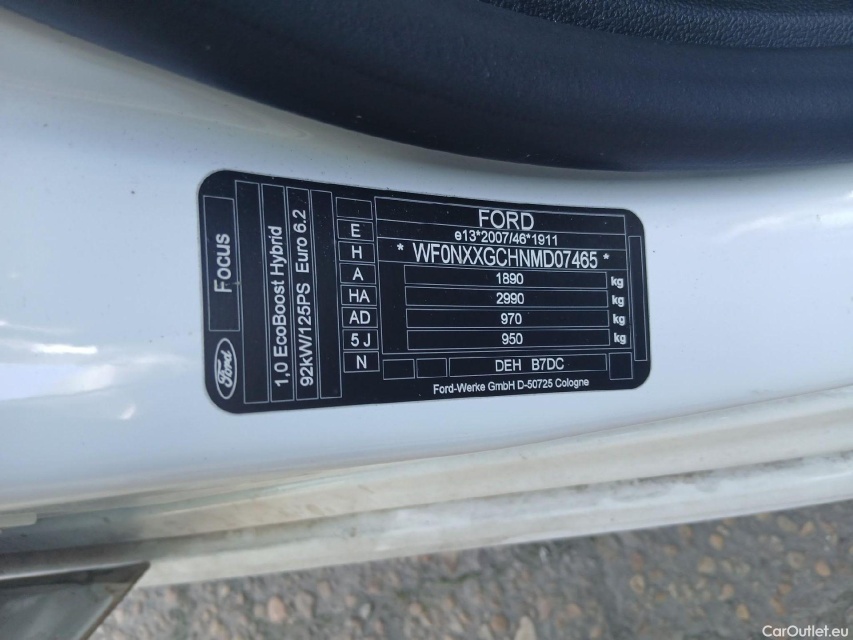 Focus
Ford
1,0 EcoBoost Hybrid
92kW/125PS Euro 6.2
E
H
A
HA
AD
5 J
N
FORD
e13*2007/46*1911
* WF0NXXGCHNMD07465 *
1890 kg
2990 kg
970 kg
950 kg
DEH B7DC
Ford-Werke GmbH D-50725 Cologne
CarOutlet.eu